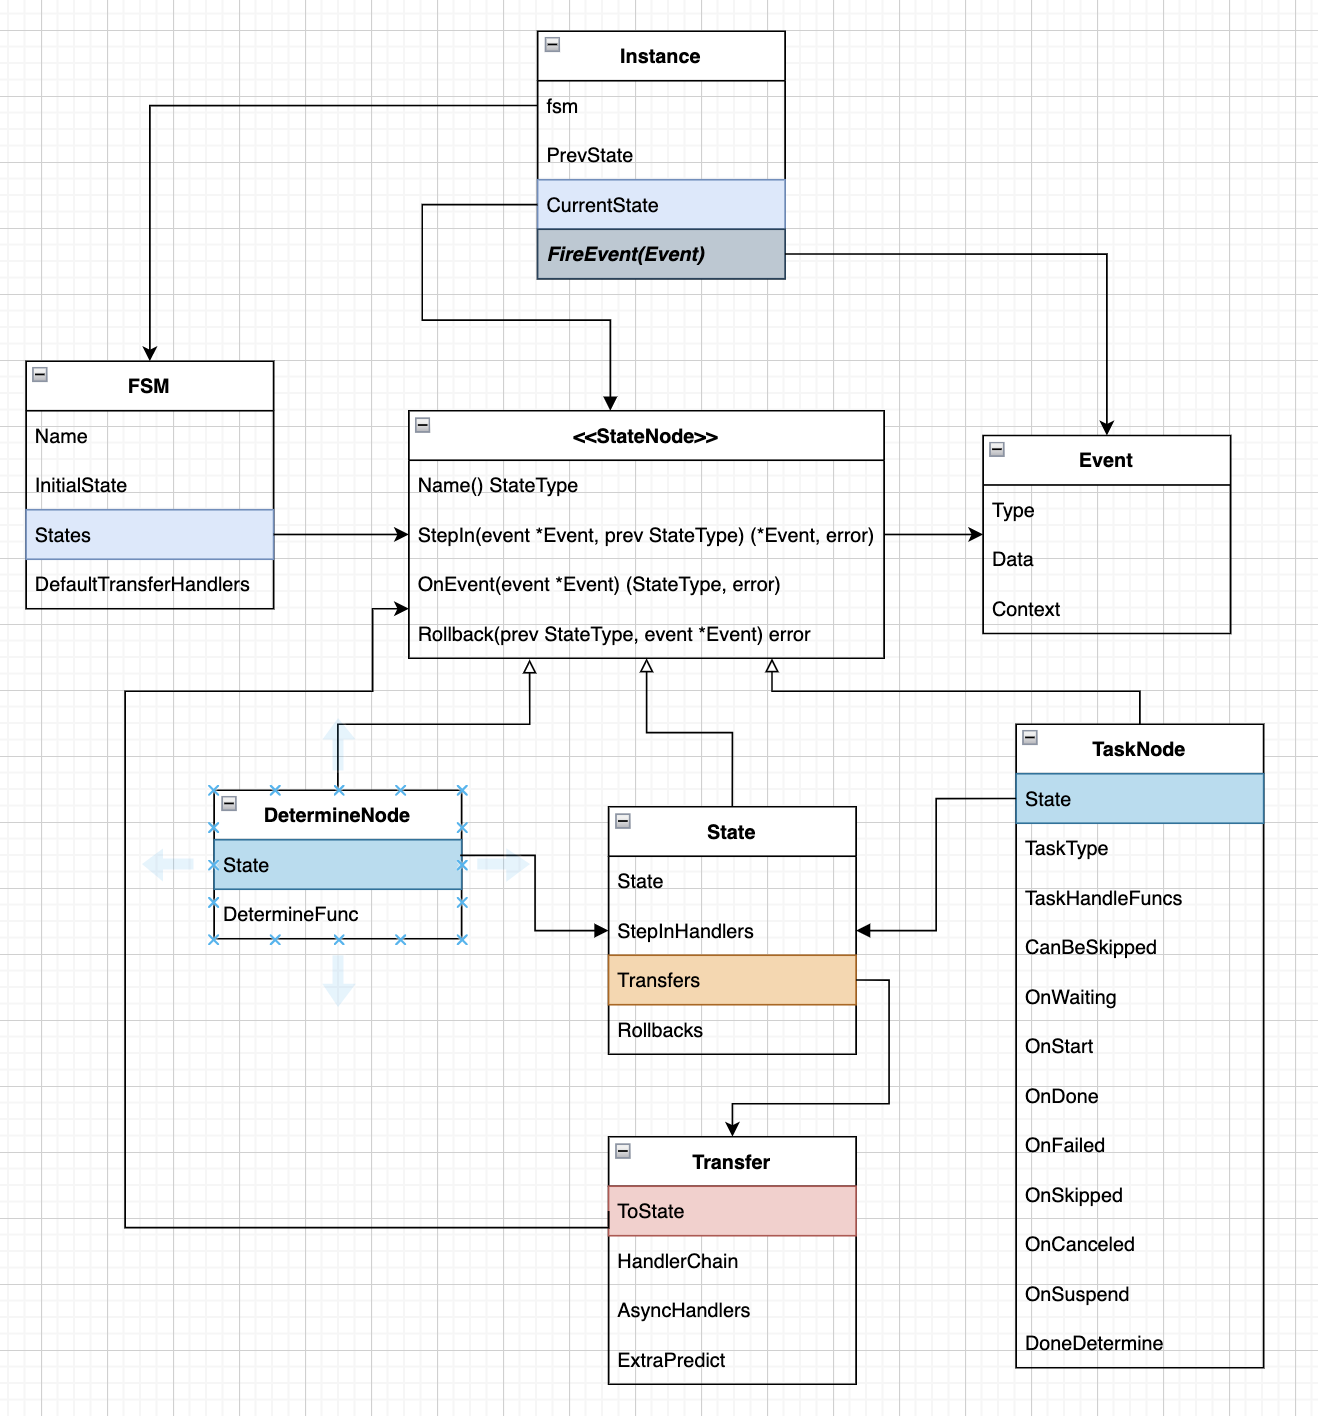 Instance
fsm
PrevState
CurrentState
FireEvent(Event)
FSM
Name
InitialState
States
DefaultTransferHandlers
<<StateNode>>
Name() StateType
StepIn(event *Event, prev StateType) (*Event, error)
OnEvent(event *Event) (StateType, error)
Rollback(prev StateType, event *Event) error
Event
Type
Data
Context
DetermineNode
State
DetermineFunc
State
State
StepInHandlers
Transfers
Rollbacks
TaskNode
State
TaskType
TaskHandleFuncs
CanBeSkipped
OnWaiting
OnStart
OnDone
OnFailed
OnSkipped
OnCanceled
OnSuspend
DoneDetermine
Transfer
ToState
HandlerChain
AsyncHandlers
ExtraPredict